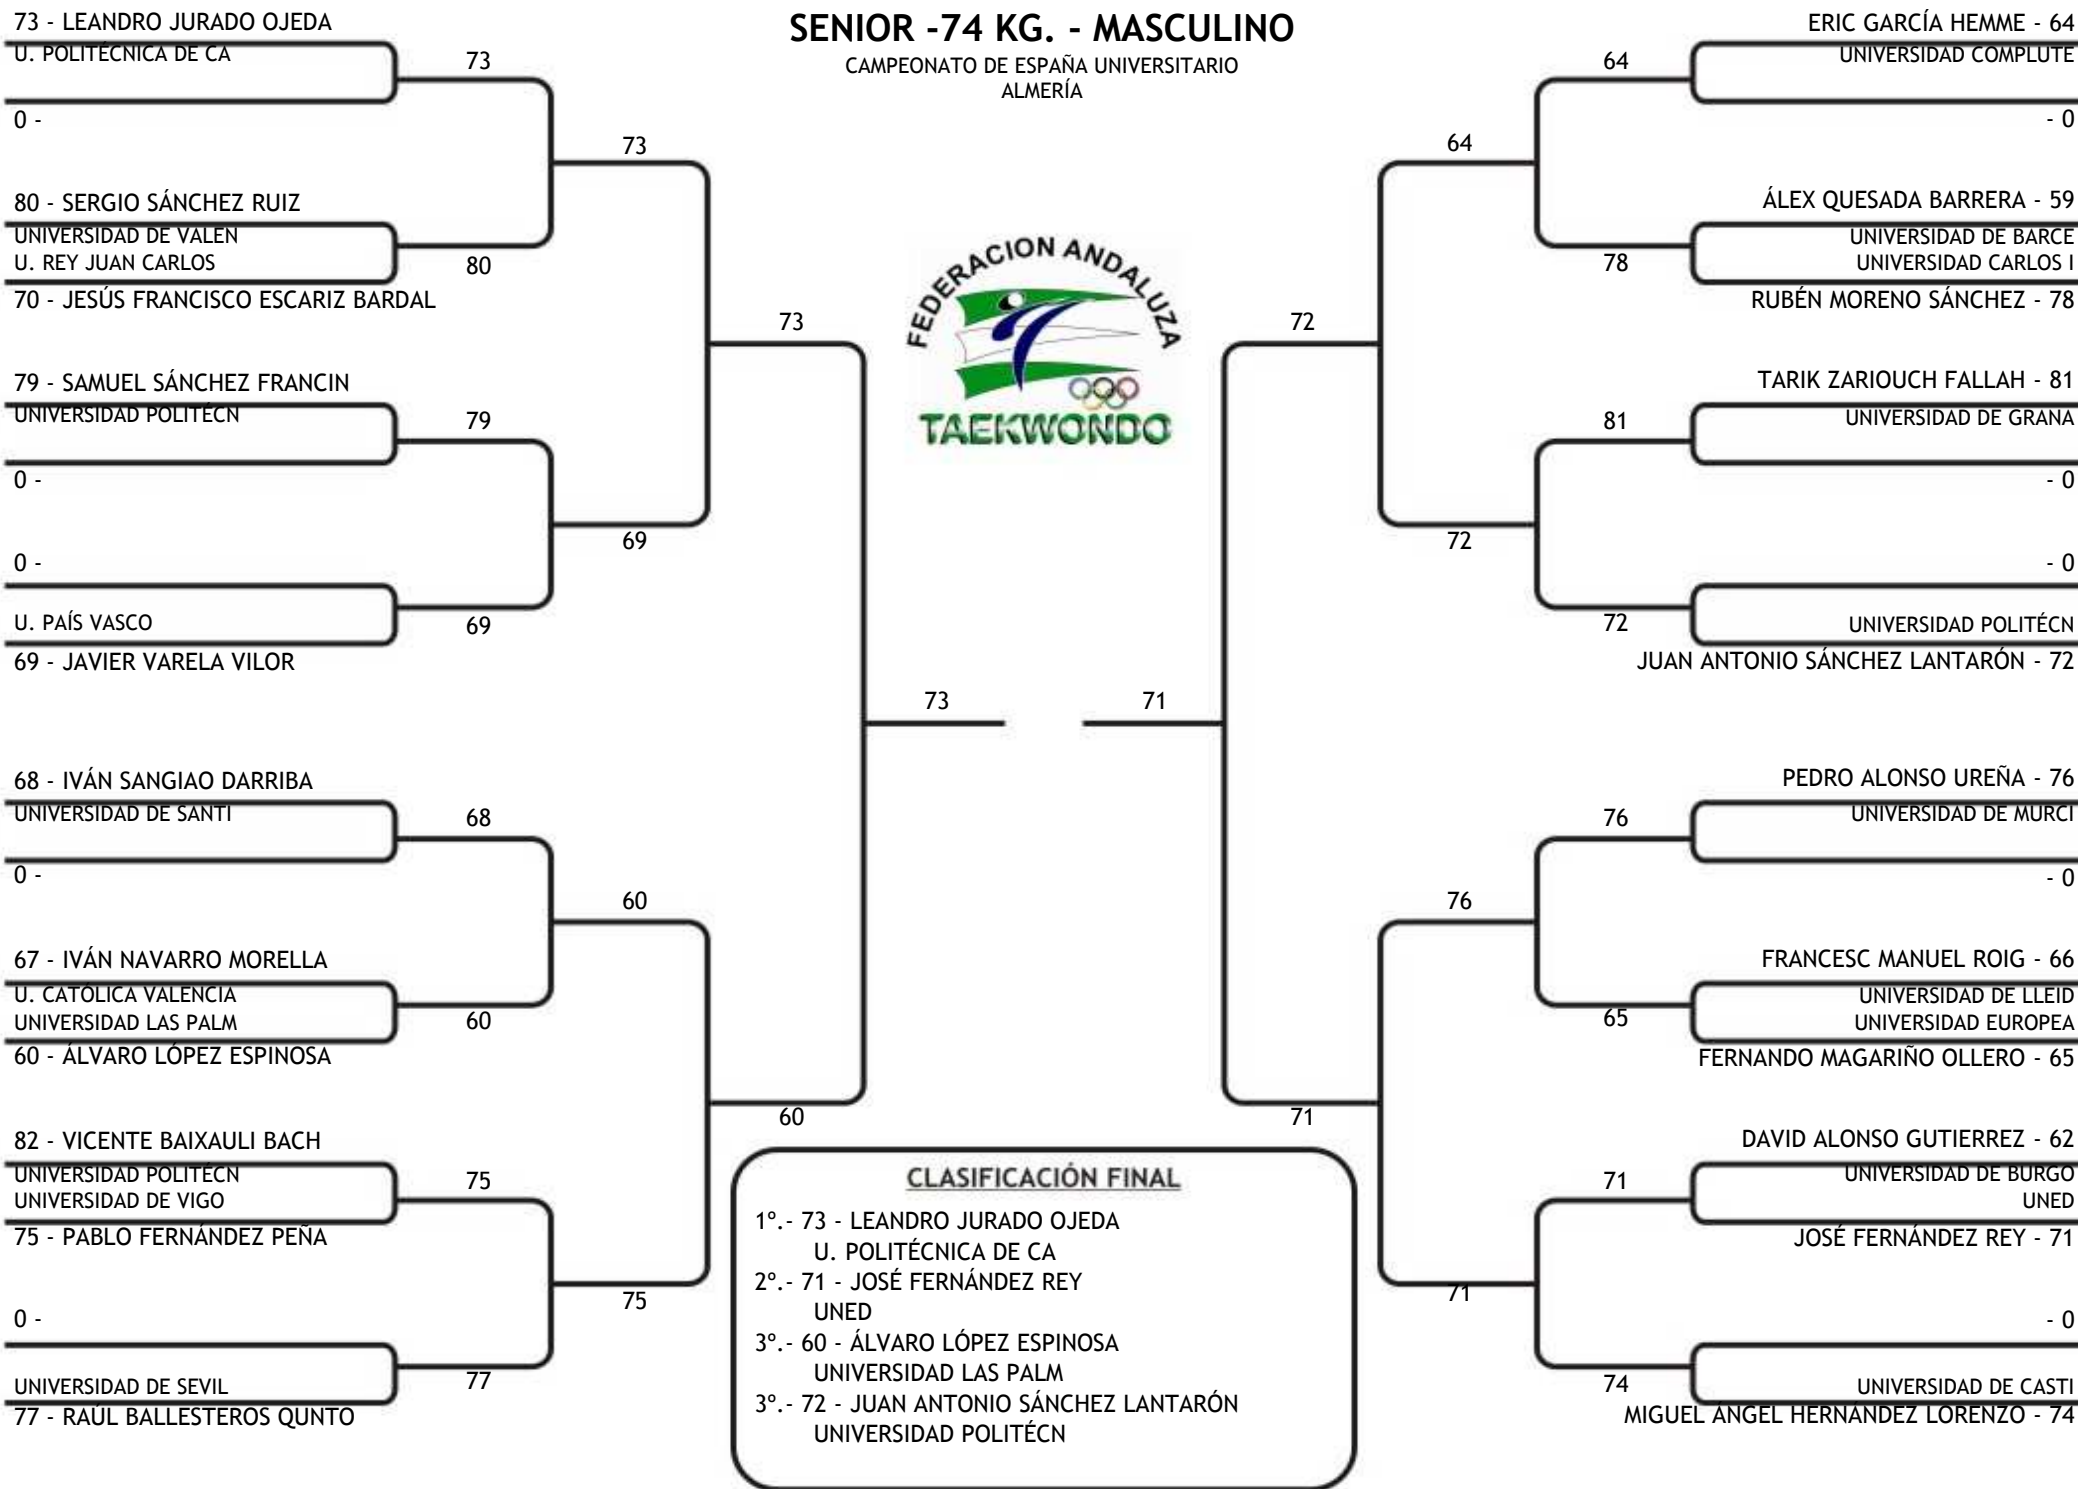 SENIOR -74 KG. - MASCULINO
CAMPEONATO DE ESPAÑA UNIVERSITARIO
ALMERÍA
73 - LEANDRO JURADO OJEDA
U. POLITÉCNICA DE CA
73
0 -
73
80 - SERGIO SÁNCHEZ RUIZ
UNIVERSIDAD DE VALEN
U. REY JUAN CARLOS
80
70 - JESÚS FRANCISCO ESCARIZ BARDAL
73
79 - SAMUEL SÁNCHEZ FRANCIN
UNIVERSIDAD POLITÉCN
79
0 -
69
0 -
U. PAÍS VASCO
69
69 - JAVIER VARELA VILOR
73
68 - IVÁN SANGIAO DARRIBA
UNIVERSIDAD DE SANTI
68
0 -
60
67 - IVÁN NAVARRO MORELLA
U. CATÓLICA VALENCIA
UNIVERSIDAD LAS PALM
60
60 - ÁLVARO LÓPEZ ESPINOSA
60
82 - VICENTE BAIXAULI BACH
UNIVERSIDAD POLITÉCN
UNIVERSIDAD DE VIGO
75
75 - PABLO FERNÁNDEZ PEÑA
75
0 -
UNIVERSIDAD DE SEVIL
77
77 - RAÚL BALLESTEROS QUNTO
FEDERACION ANDALUZA
TAEKWONDO
ERIC GARCÍA HEMME - 64
UNIVERSIDAD COMPLUTE
64
- 0
64
ÁLEX QUESADA BARRERA - 59
UNIVERSIDAD DE BARCE
UNIVERSIDAD CARLOS I
78
RUBÉN MORENO SÁNCHEZ - 78
72
TARIK ZARIOUCH FALLAH - 81
UNIVERSIDAD DE GRANA
81
- 0
72
- 0
UNIVERSIDAD POLITÉCN
72
JUAN ANTONIO SÁNCHEZ LANTARÓN - 72
71
PEDRO ALONSO UREÑA - 76
UNIVERSIDAD DE MURCI
76
- 0
76
FRANCESC MANUEL ROIG - 66
UNIVERSIDAD DE LLEID
UNIVERSIDAD EUROPEA
65
FERNANDO MAGARIÑO OLLERO - 65
71
DAVID ALONSO GUTIERREZ - 62
UNIVERSIDAD DE BURGO
UNED
71
JOSÉ FERNÁNDEZ REY - 71
71
- 0
UNIVERSIDAD DE CASTI
74
MIGUEL ÁNGEL HERNÁNDEZ LORENZO - 74
CLASIFICACIÓN FINAL
1º.- 73 - LEANDRO JURADO OJEDA
U. POLITÉCNICA DE CA
2º.- 71 - JOSÉ FERNÁNDEZ REY
UNED
3º.- 60 - ÁLVARO LÓPEZ ESPINOSA
UNIVERSIDAD LAS PALM
3º.- 72 - JUAN ANTONIO SÁNCHEZ LANTARÓN
UNIVERSIDAD POLITÉCN